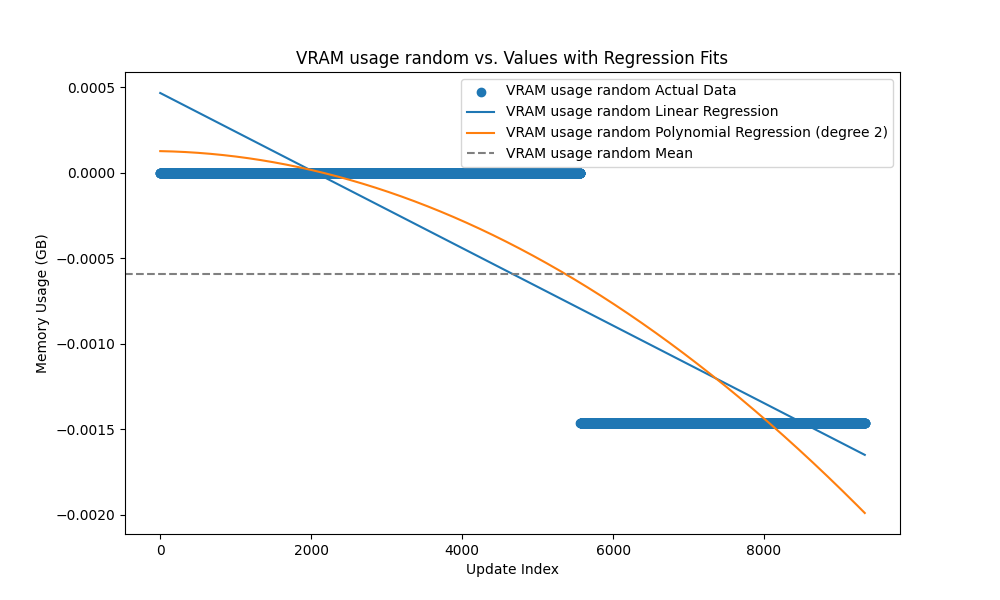 VRAM usage random vs. Values with Regression Fits
VRAM usage random Actual Data
VRAM usage random Linear Regression
VRAM usage random Polynomial Regression (degree 2)
VRAM usage random Mean
Memory Usage (GB)
0.0005
0.0000
−0.0005
−0.0010
−0.0015
−0.0020
0 2000 4000 6000 8000
Update Index